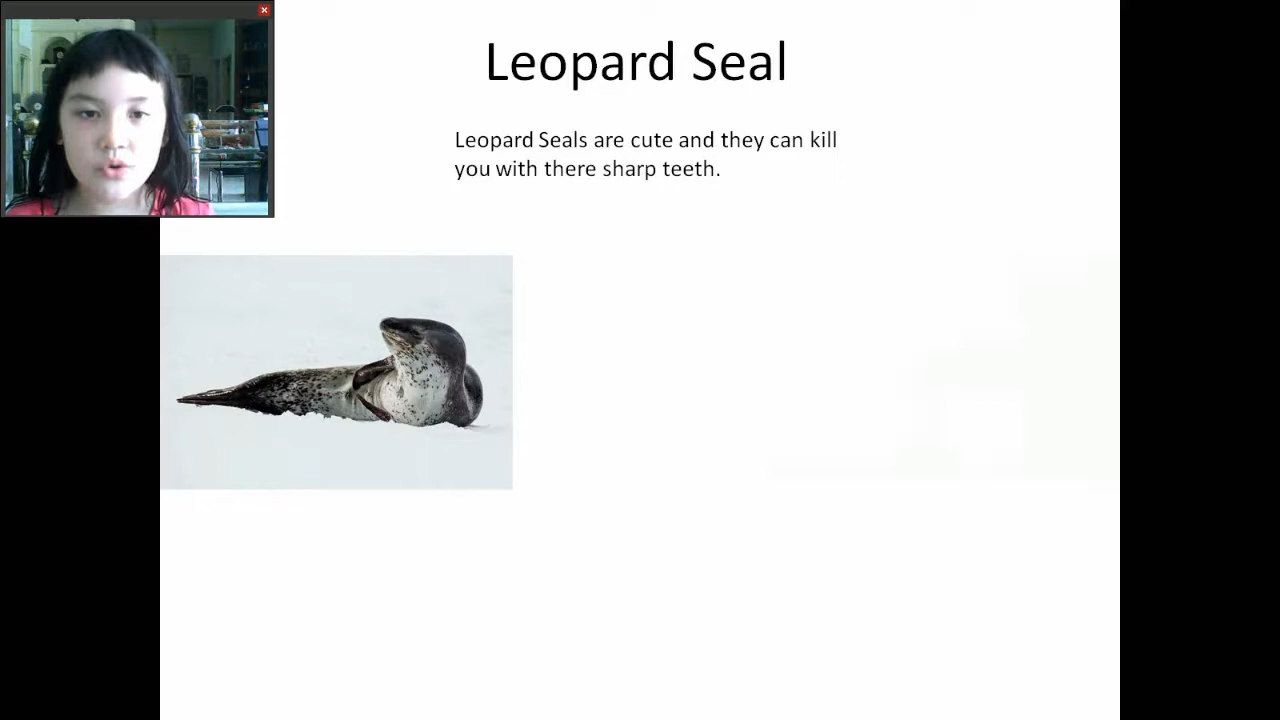 Leopard Seal
Leopard Seals are cute and they can kill
you with there sharp teeth.